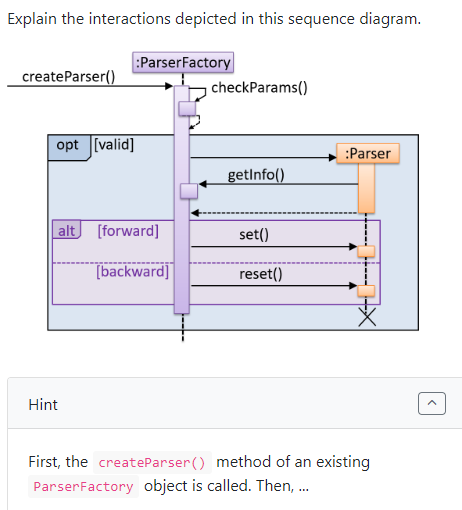 Explain the interactions depicted in this sequence diagram.
:ParserFactory
createParser()
checkParams()
opt [valid]
:Parser
getInfo()
alt [forward]
set()
[backward]
reset()
Hint
First, the createParser() method of an existing
ParserFactory object is called. Then, ...